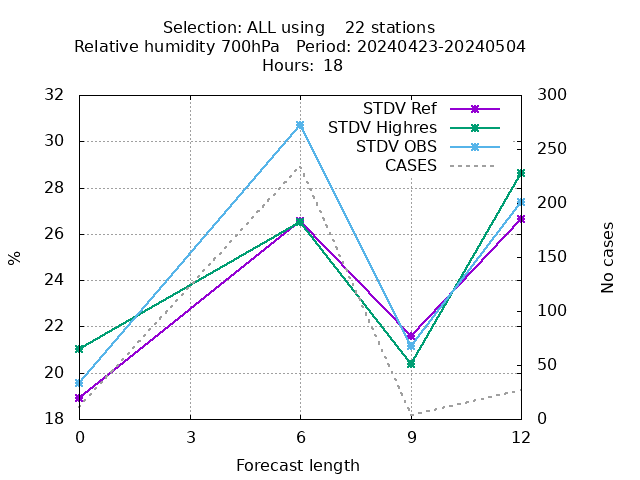 Selection: ALL using    22 stations
Relative humidity 700hPa   Period: 20240423-20240504
Hours: 18
STDV Ref
STDV Highres
STDV OBS
CASES
32
30
28
26
24
22
20
18
%
300
250
200
150
100
50
0
No cases
0 3 6 9 12
Forecast length